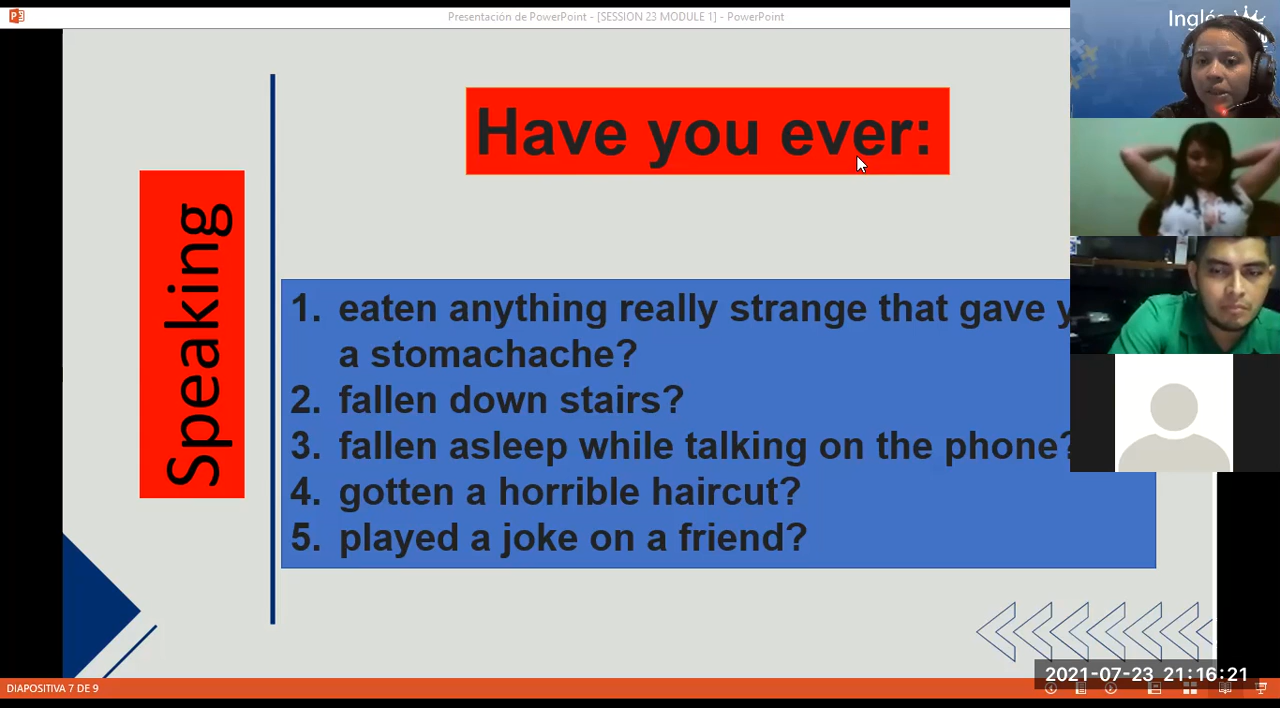 Presentación de PowerPoint - [SESSION 23 MODULE 1] - PowerPoint
Inglés
Have you ever:
Speaking
1. eaten anything really strange that gave
a stomachache?
2. fallen down stairs?
3. fallen asleep while talking on the phone?
4. gotten a horrible haircut?
5. played a joke on a friend?
2021-07-23 21:16:21
DIAPOSITIVA 7 DE 9